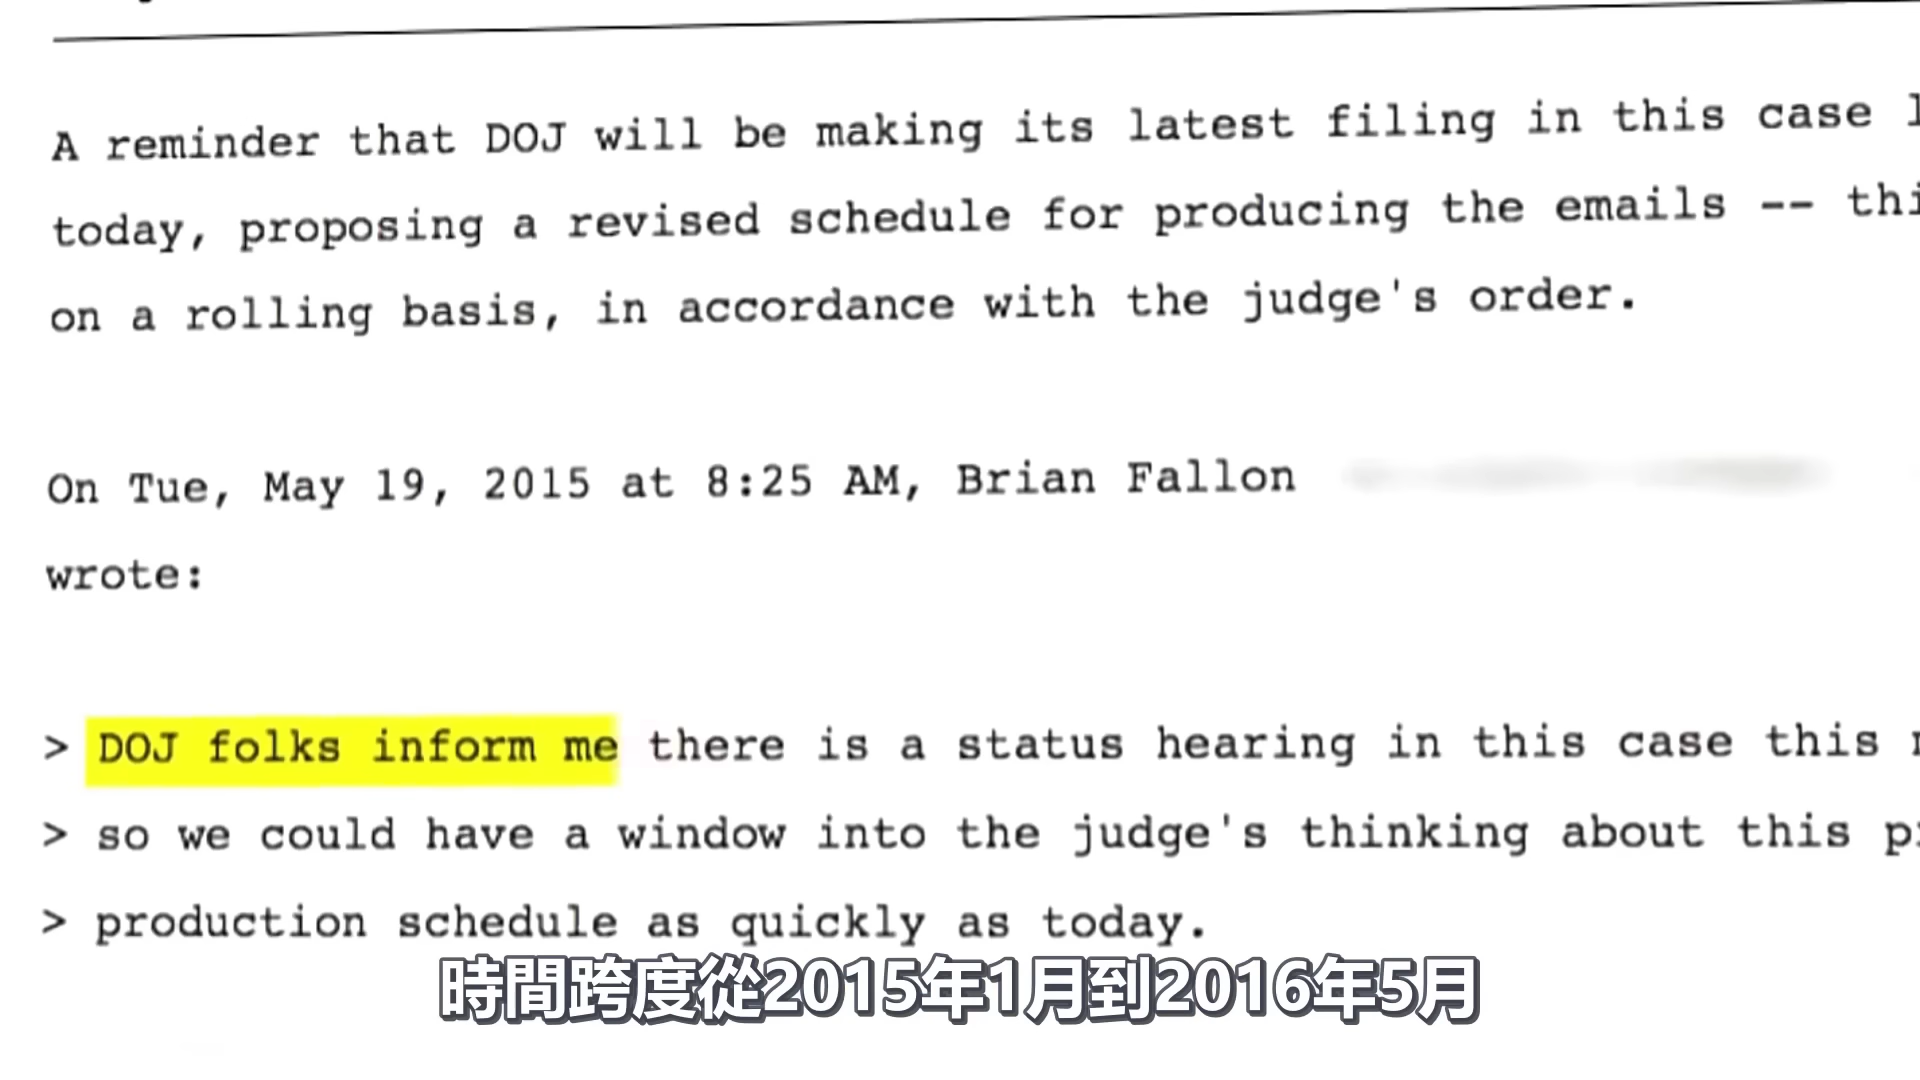 A reminder that DOJ will be making its latest filing in this case
today, proposing a revised schedule for producing the emails --
on a rolling basis, in accordance with the judge's order.
On Tue, May 19, 2015 at 8:25 AM, Brian Fallon
wrote:
> DOJ folks inform me there is a status hearing in this case this
> so we could have a window into the judge's thinking about this
> production schedule as quickly as today.
時間跨度從2015年1月到2016年5月